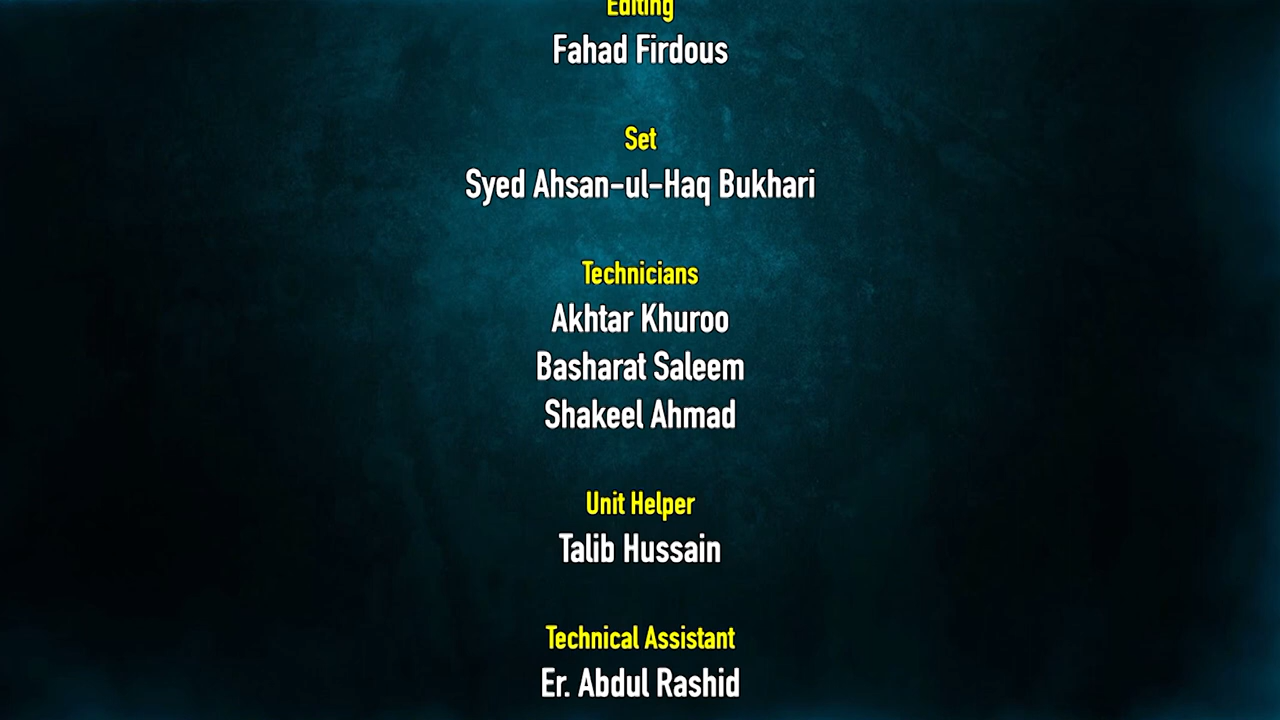 Editing
Fahad Firdous
Set
Syed Ahsan-ul-Haq Bukhari
Technicians
Akhtar Khuroo
Basharat Saleem
Shakeel Ahmad
Unit Helper
Talib Hussain
Technical Assistant
Er. Abdul Rashid